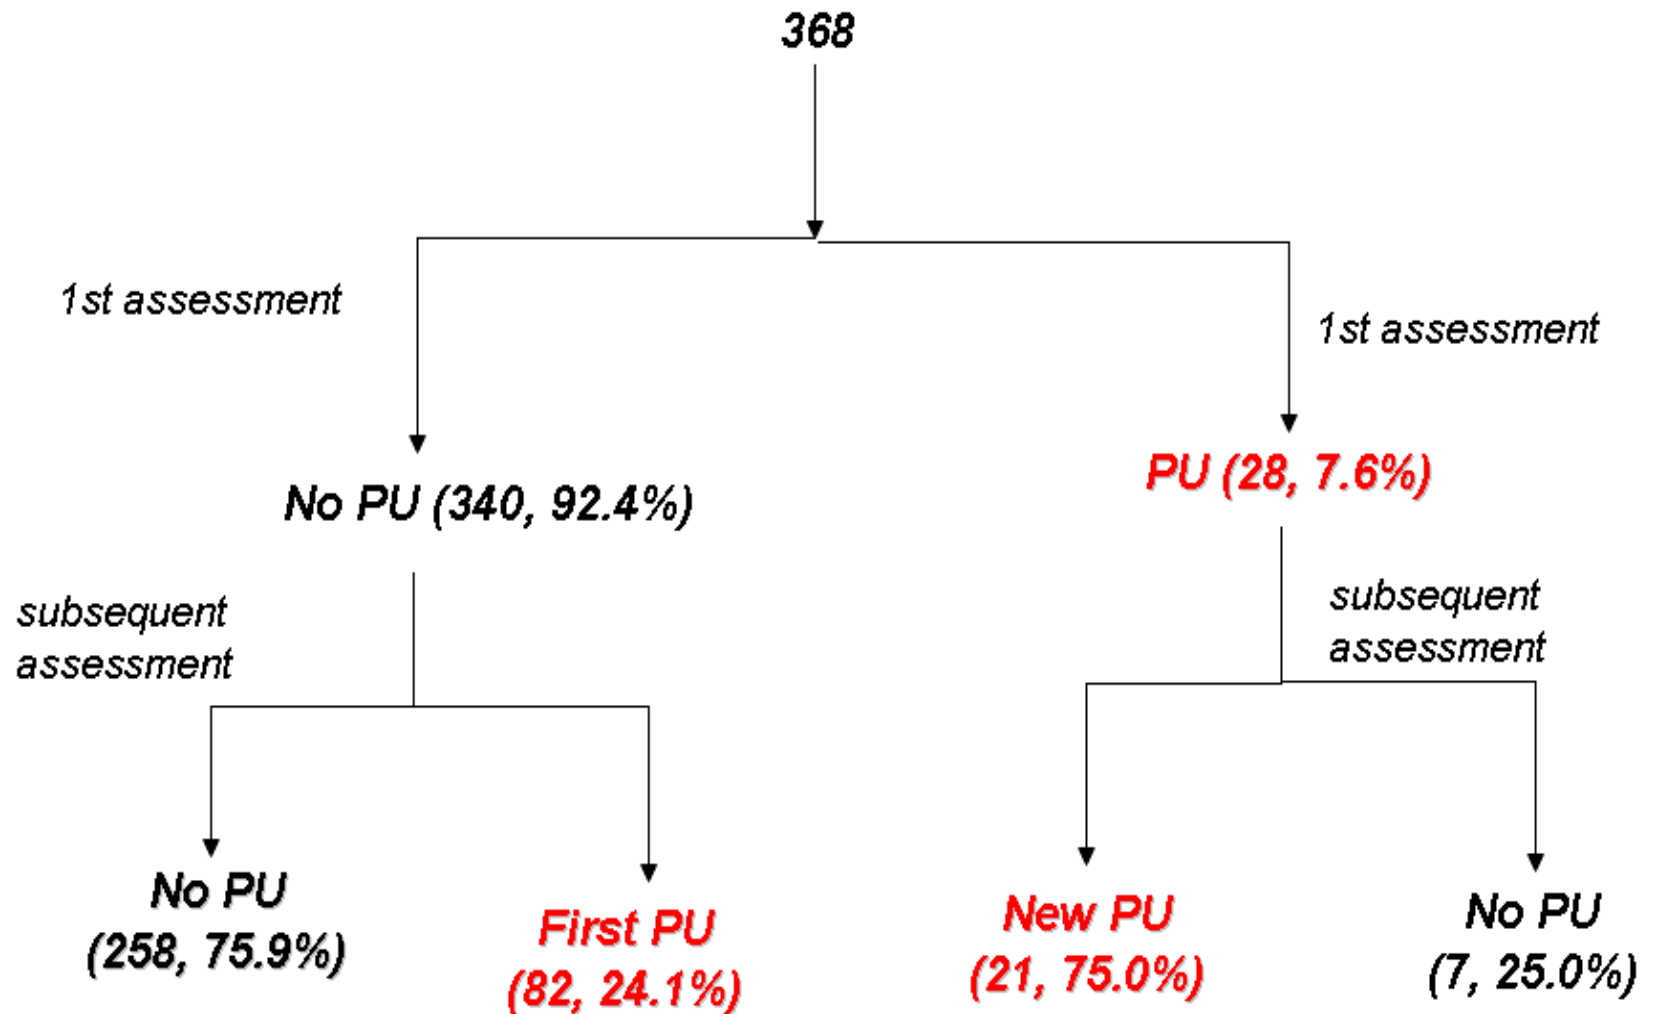 368
1st assessment
1st assessment
No PU (340, 92.4%)
PU (28, 7.6%)
subsequent
assessment
subsequent
assessment
No PU
(258, 75.9%)
First PU
(82, 24.1%)
New PU
(21, 75.0%)
No PU
(7, 25.0%)